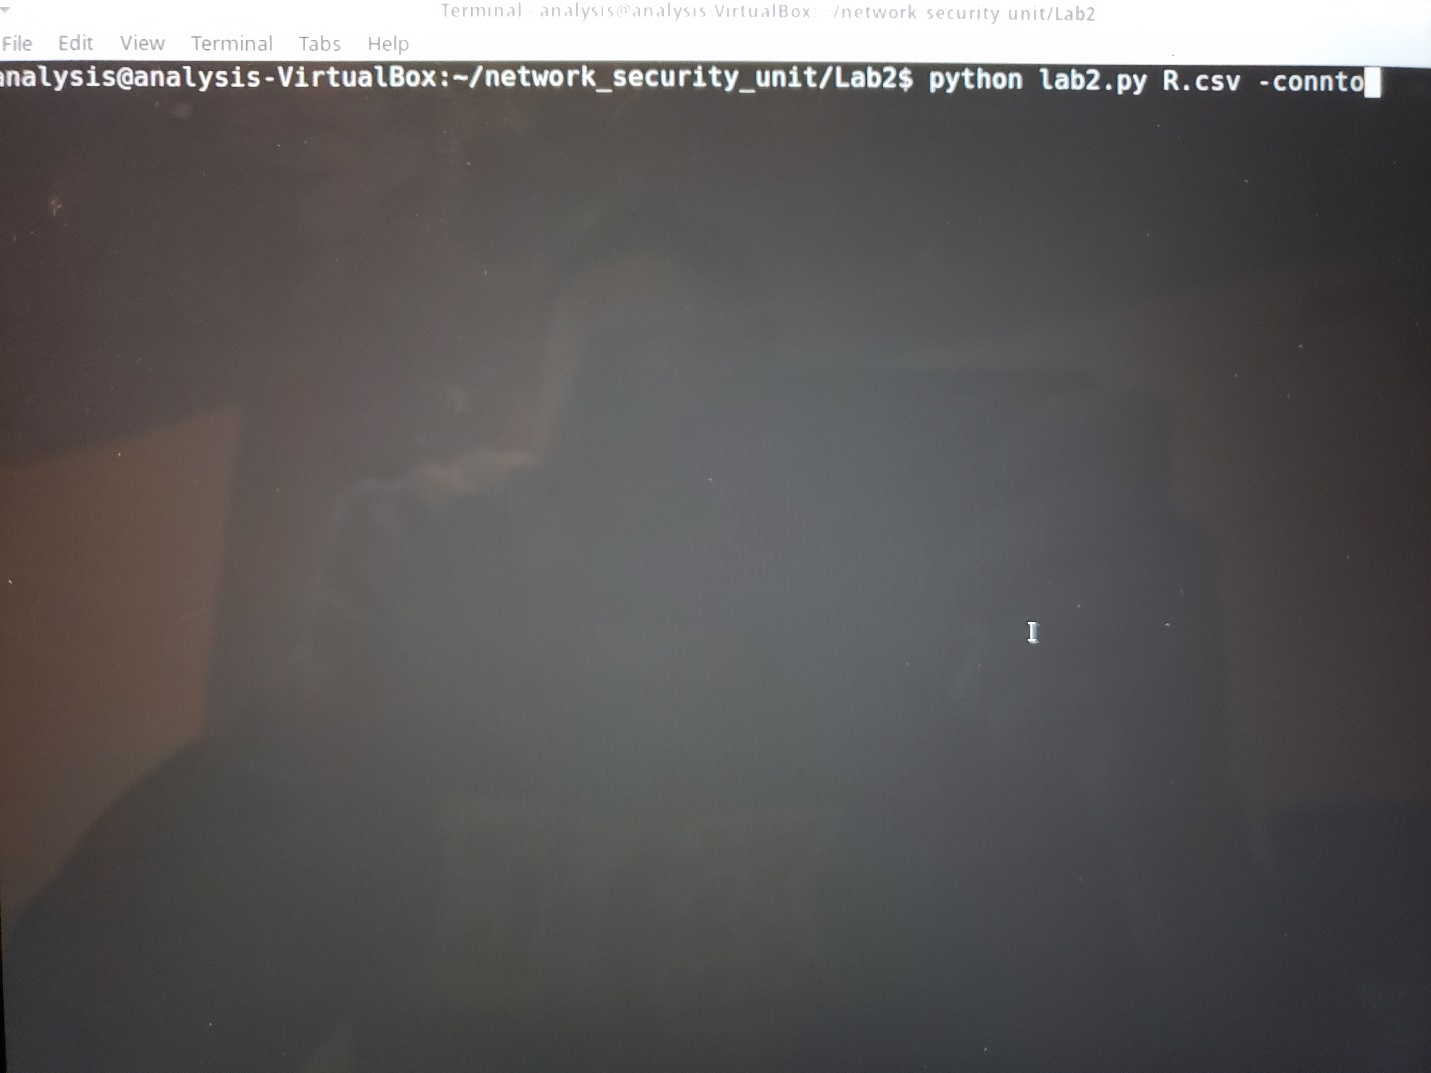 Terminal - analysis@analysis-VirtualBox: ~/network_security_unit/Lab2
File Edit View Terminal Tabs Help
analysis@analysis-VirtualBox:~/network_security_unit/Lab2$ python lab2.py R.csv -connto